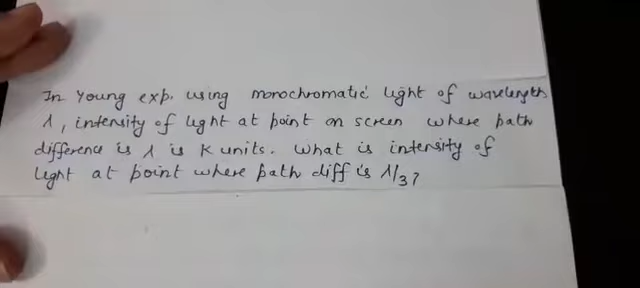 In Young exp. using monochromatic light of wavelength
λ, intensity of light at point on screen where path
difference is λ is K units. What is intensity of
light at point where path diff is λ/3?